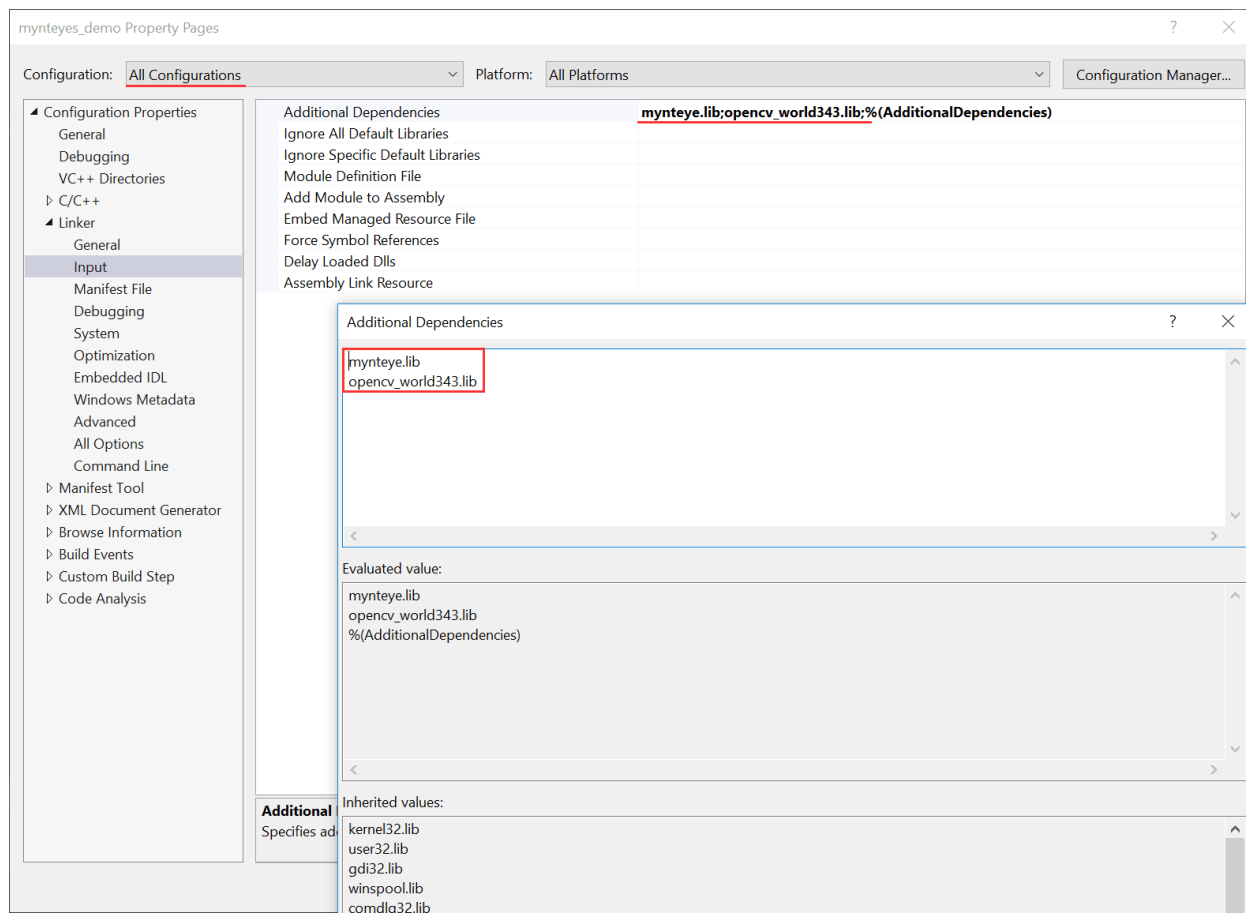 mynteyes_demo Property Pages
?
Configuration: All Configurations Platform: All Platforms Configuration Manager...
Configuration Properties
General
Debugging
VC++ Directories
C/C++
Linker
General
Input
Manifest File
Debugging
System
Optimization
Embedded IDL
Windows Metadata
Advanced
All Options
Command Line
Manifest Tool
XML Document Generator
Browse Information
Build Events
Custom Build Step
Code Analysis
Additional Dependencies mynteye.lib;opencv_world343.lib;%(AdditionalDependencies)
Ignore All Default Libraries
Ignore Specific Default Libraries
Module Definition File
Add Module to Assembly
Embed Managed Resource File
Force Symbol References
Delay Loaded Dlls
Assembly Link Resource
Additional
Specifies ad
Additional Dependencies
?
mynteye.lib
opencv_world343.lib
Evaluated value:
mynteye.lib
opencv_world343.lib
%(AdditionalDependencies)
Inherited values:
kernel32.lib
user32.lib
gdi32.lib
winspool.lib
comdlg32.lib